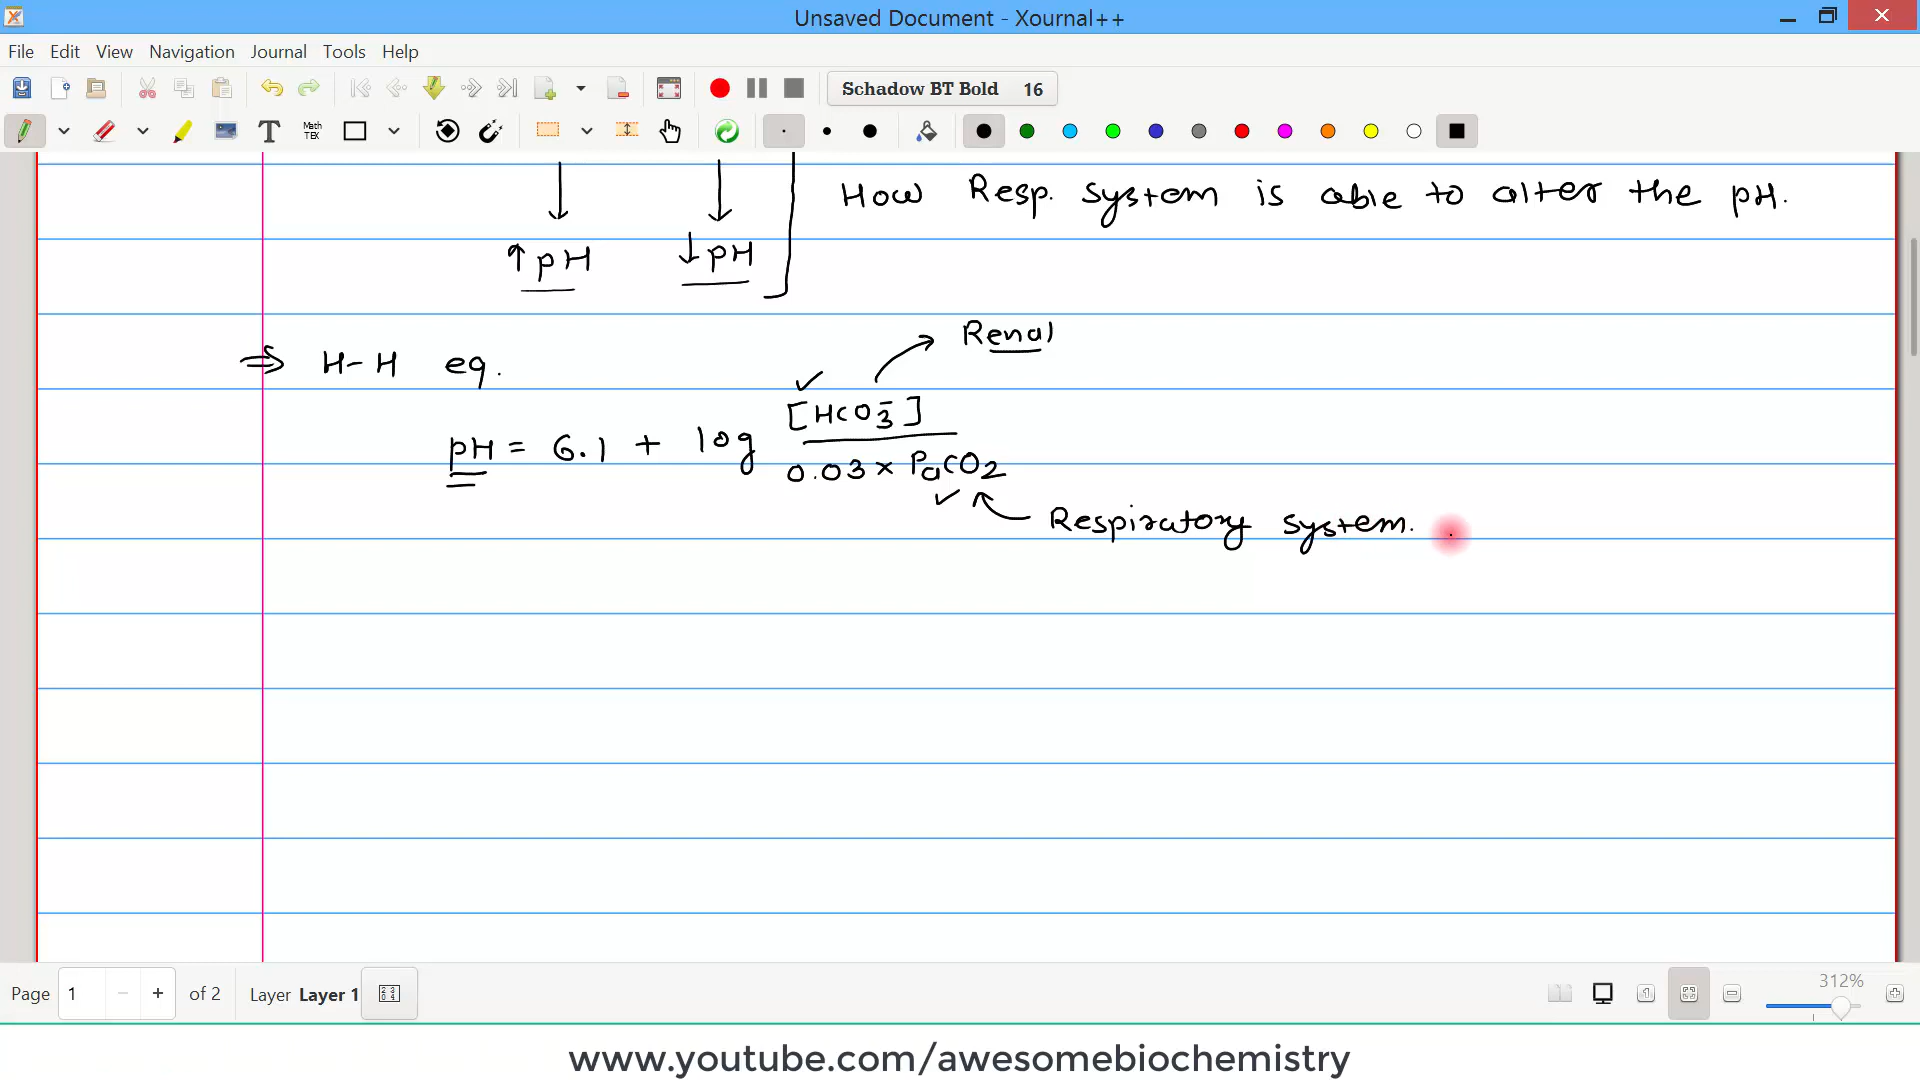 Unsaved Document - Xournal++
File Edit View Navigation Journal Tools Help
Schadow BT Bold 16
Math TEX
How Resp. system is able to alter the pH.
↑pH ↓pH
Renal
⇒ H-H eq.
[HCO3⁻]
pH = 6.1 + log
0.03 × PaCO2
Respiratory system.
Page 1 − + of 2 Layer Layer 1
312%
www.youtube.com/awesomebiochemistry